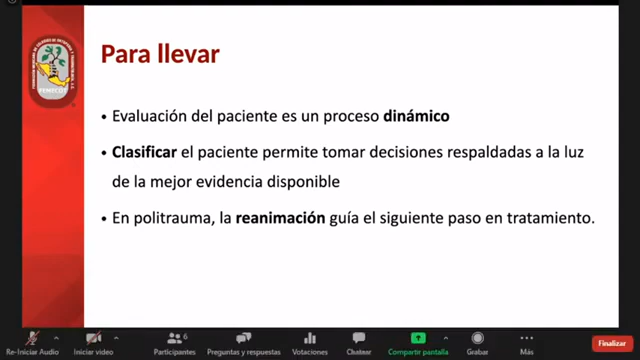 Para llevar
FEMECOT
• Evaluación del paciente es un proceso dinámico
• Clasificar el paciente permite tomar decisiones respaldadas a la luz
de la mejor evidencia disponible
• En politrauma, la reanimación guía el siguiente paso en tratamiento.
6
Re-Iniciar Audio
Iniciar video
Participantes
Preguntas y respuestas
Votaciones
Chatear
Compartir pantalla
Grabar
Más
Finalizar